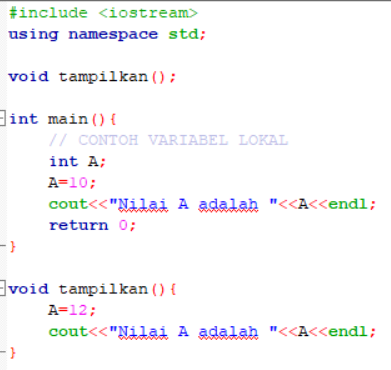 #include <iostream>
using namespace std;
void tampilkan();
int main(){
// CONTOH VARIABEL LOKAL
int A;
A=10;
cout<<"Nilai A adalah "<<A<<endl;
return 0;
}
void tampilkan(){
A=12;
cout<<"Nilai A adalah "<<A<<endl;
}